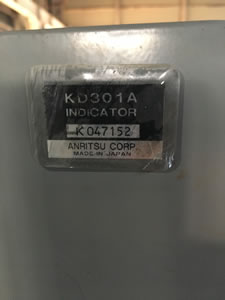 KD301A
INDICATOR
K047152
ANRITSU CORP.
MADE IN JAPAN